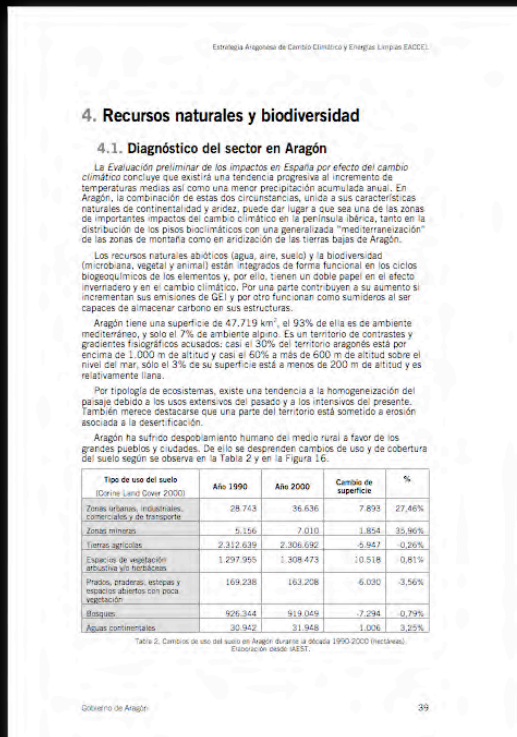 Estrategia Aragonesa de Cambio Climático y Energías Limpias (EACCEL)
4. Recursos naturales y biodiversidad
4.1. Diagnóstico del sector en Aragón
La Evaluación preliminar de los impactos en España por efecto del cambio
climático concluye que existirá una tendencia progresiva al incremento de
temperaturas medias así como una menor precipitación acumulada anual. En
Aragón, la combinación de estas dos circunstancias, unida a sus características
naturales de continentalidad y aridez, puede dar lugar a que sea una de las zonas
de importantes impactos del cambio climático en la península ibérica, tanto en la
distribución de los pisos bioclimáticos con una generalizada "mediterraneización"
de las zonas de montaña como en aridización de las tierras bajas de Aragón.
Los recursos naturales abióticos (agua, aire, suelo) y la biodiversidad
(microbiana, vegetal y animal) están integrados de forma funcional en los ciclos
biogeoquímicos de los elementos y, por ello, tienen un doble papel en el efecto
invernadero y en el cambio climático. Por una parte contribuyen a su aumento si
incrementan sus emisiones de GEI y por otro funcionan como sumideros al ser
capaces de almacenar carbono en sus estructuras.
Aragón tiene una superficie de 47.719 km², el 93% de ella es de ambiente
mediterráneo, y solo el 7% de ambiente alpino. Es un territorio de contrastes y
gradientes fisiográficos acusados: casi el 30% del territorio aragonés está por
encima de 1.000 m de altitud y casi el 60% a más de 600 m de altitud sobre el
nivel del mar, sólo el 3% de su superficie está a menos de 200 m de altitud y es
relativamente llana.
Por tipología de ecosistemas, existe una tendencia a la homogeneización del
paisaje debido a los usos extensivos del pasado y a los intensivos del presente.
También merece destacarse que una parte del territorio está sometido a erosión
asociada a la desertificación.
Aragón ha sufrido despoblamiento humano del medio rural a favor de los
grandes pueblos y ciudades. De ello se desprenden cambios de uso y de cobertura
del suelo según se observa en la Tabla 2 y en la Figura 16.
Tipo de uso del suelo
(Corine Land Cover 2000)
Año 1990
Año 2000
Cambio de
superficie
%
Zonas urbanas, industriales,
comerciales y de transporte
28.743
36.636
7.893
27,46%
Zonas mineras
5.156
7.010
1.854
35,96%
Tierras agrícolas
2.312.639
2.306.692
-5.947
-0,26%
Espacios de vegetación
arbustiva y/o herbácea
1.297.955
1.308.473
10.518
0,81%
Prados, praderas, estepas y
espacios abiertos con poca
vegetación
169.238
163.208
-6.030
-3,56%
Bosques
926.344
919.049
-7.294
-0,79%
Aguas continentales
30.942
31.948
1.006
3,25%
Tabla 2. Cambios de uso del suelo en Aragón durante la década 1990-2000 (hectáreas).
Elaboración desde IAEST.
Gobierno de Aragón
39